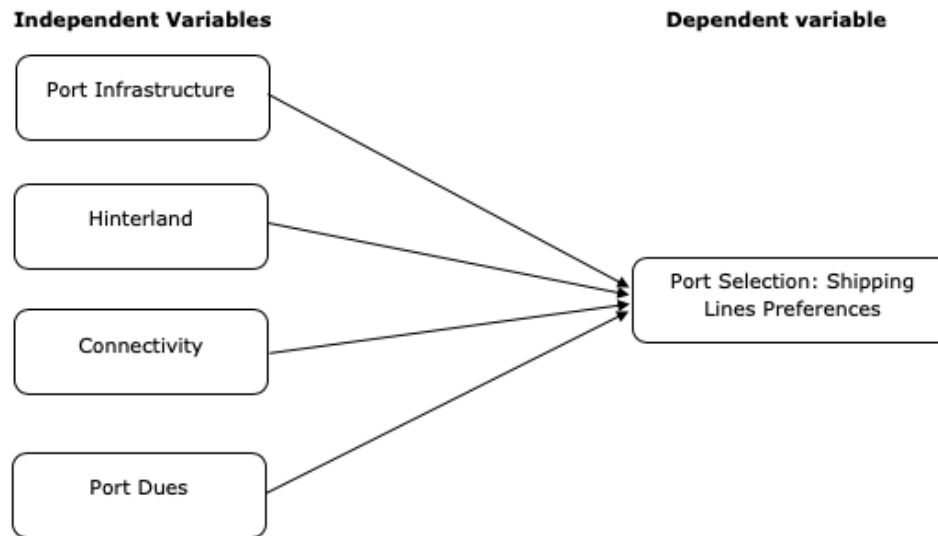 Independent Variables
Dependent variable
Port Infrastructure
Hinterland
Port Selection: Shipping
Lines Preferences
Connectivity
Port Dues